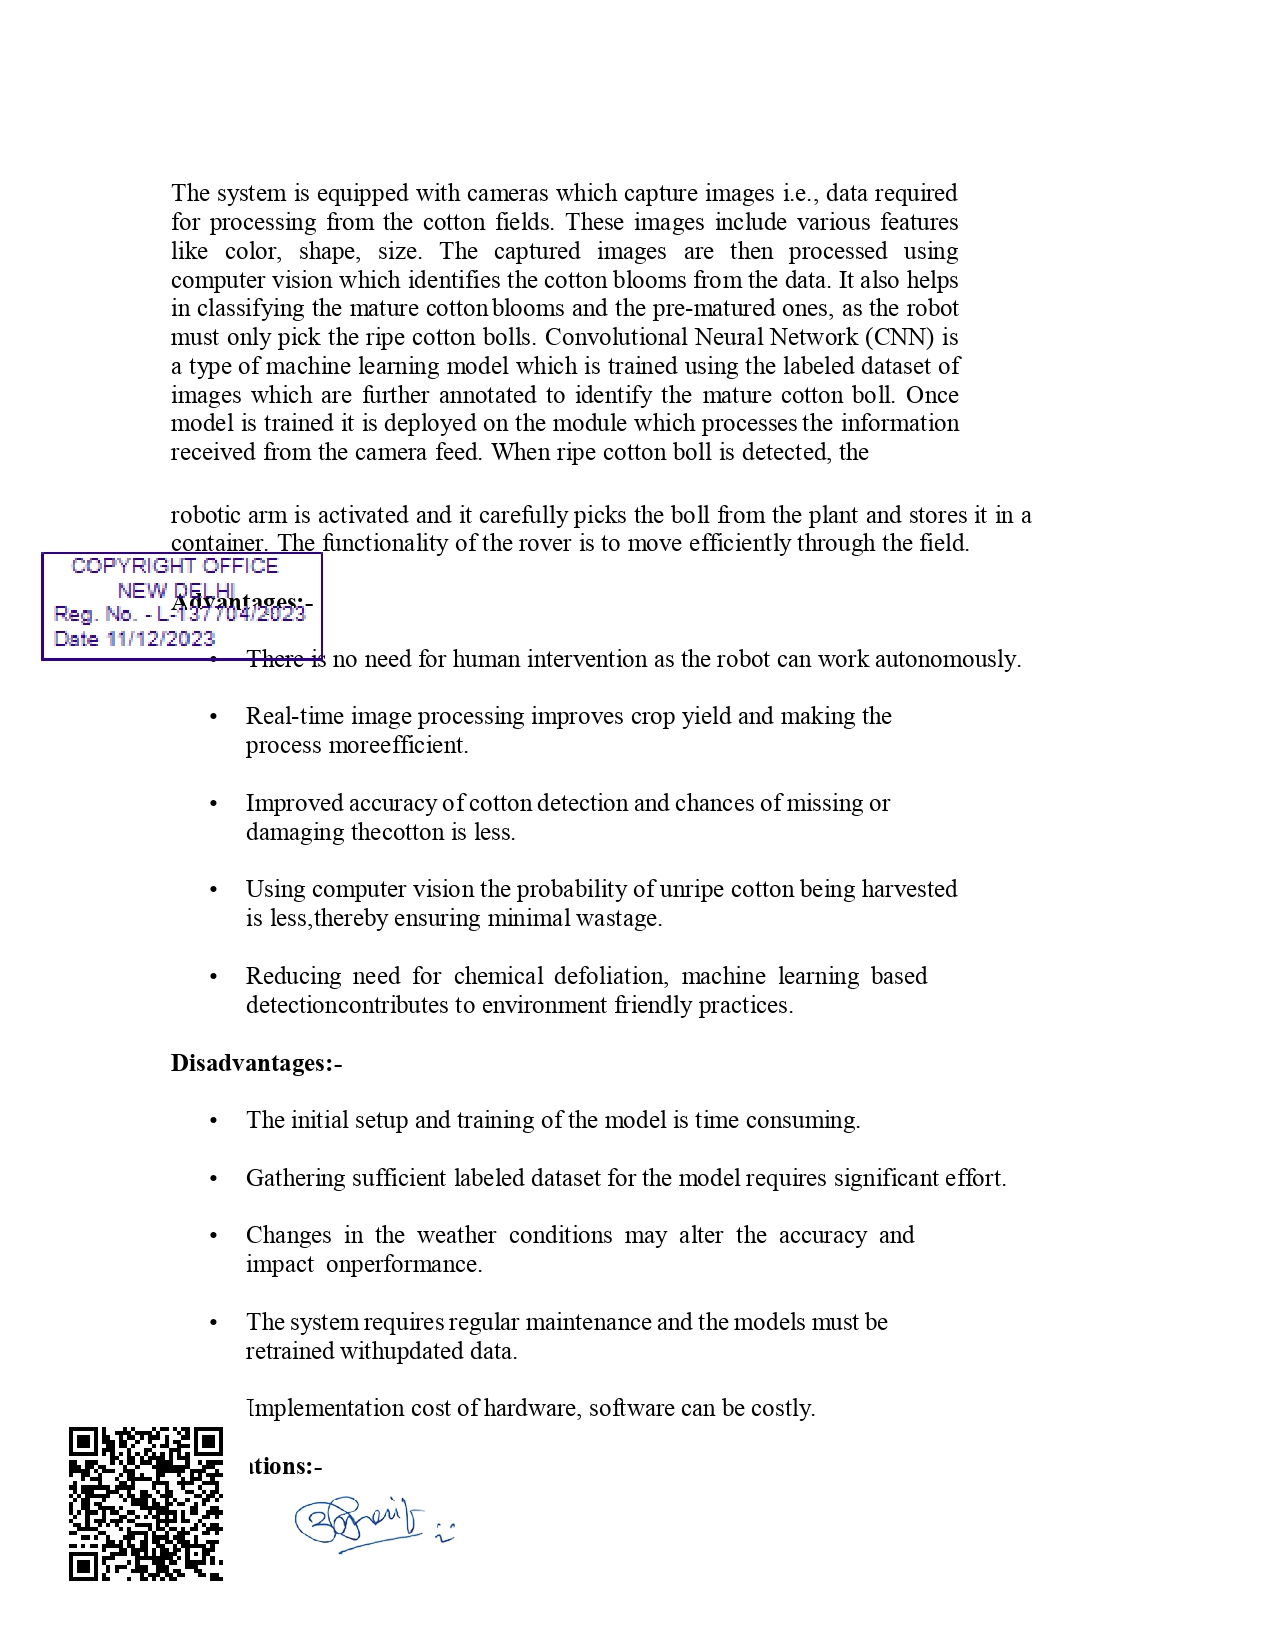 The system is equipped with cameras which capture images i.e., data required
for processing from the cotton fields. These images include various features
like color, shape, size. The captured images are then processed using
computer vision which identifies the cotton blooms from the data. It also helps
in classifying the mature cotton blooms and the pre-matured ones, as the robot
must only pick the ripe cotton bolls. Convolutional Neural Network (CNN) is
a type of machine learning model which is trained using the labeled dataset of
images which are further annotated to identify the mature cotton boll. Once
model is trained it is deployed on the module which processes the information
received from the camera feed. When ripe cotton boll is detected, the
robotic arm is activated and it carefully picks the boll from the plant and stores it in a
container. The functionality of the rover is to move efficiently through the field.
COPYRIGHT OFFICE
NEW DELHI
Reg. No. - L-137704/2023
Date 11/12/2023
Advantages:-
• There is no need for human intervention as the robot can work autonomously.
• Real-time image processing improves crop yield and making the
process moreefficient.
• Improved accuracy of cotton detection and chances of missing or
damaging thecotton is less.
• Using computer vision the probability of unripe cotton being harvested
is less,thereby ensuring minimal wastage.
• Reducing need for chemical defoliation, machine learning based
detectioncontributes to environment friendly practices.
Disadvantages:-
• The initial setup and training of the model is time consuming.
• Gathering sufficient labeled dataset for the model requires significant effort.
• Changes in the weather conditions may alter the accuracy and
impact onperformance.
• The system requires regular maintenance and the models must be
retrained withupdated data.
Implementation cost of hardware, software can be costly.
ations:-